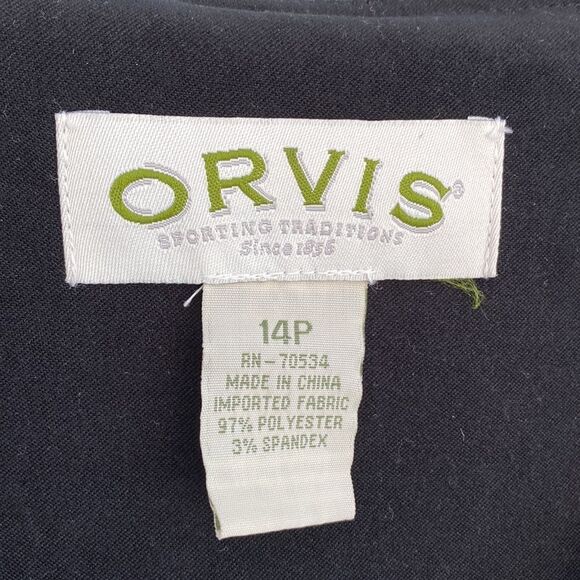 ORVIS®
SPORTING TRADITIONS
Since 1856
14P
RN-70534
MADE IN CHINA
IMPORTED FABRIC
97% POLYESTER
3% SPANDEX